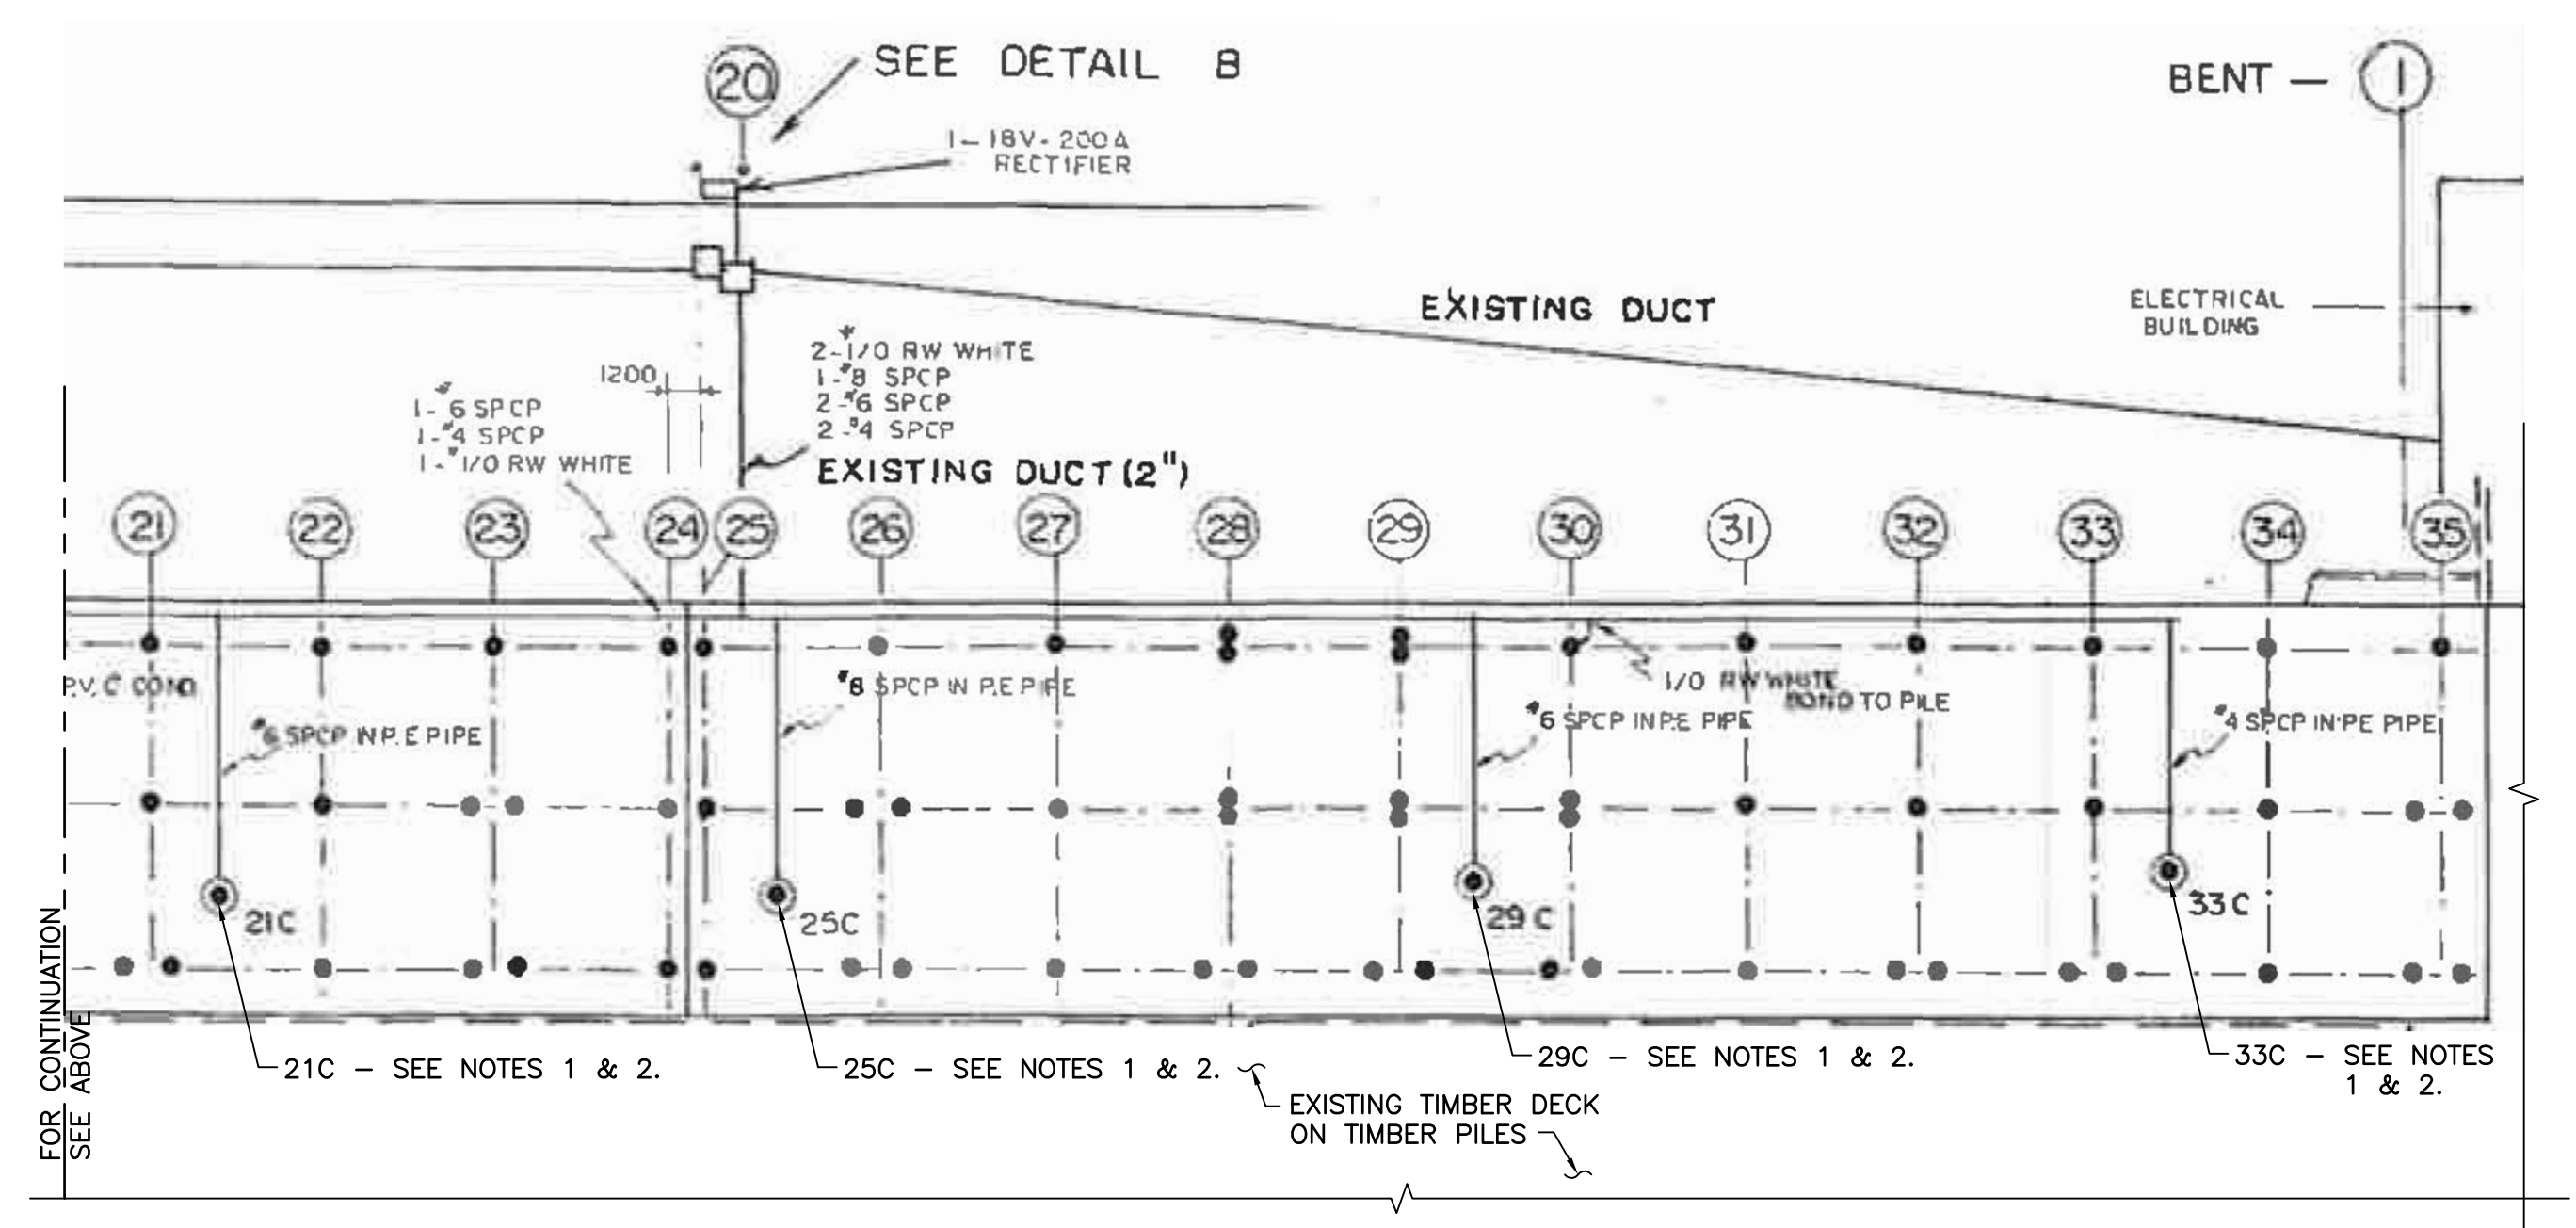 20
SEE DETAIL B
BENT — 1
1-18V-200A
RECTIFIER
EXISTING DUCT
ELECTRICAL
BUILDING
2-#1/0 RW WHITE
1-#8 SPCP
2-#6 SPCP
2-#4 SPCP
EXISTING DUCT (2")
1200
1-#6 SPCP
1-#4 SPCP
1-#1/0 RW WHITE
21 22 23 24 25 26 27 28 29 30 31 32 33 34 35
P.V.C COND
#6 SPCP IN P.E PIPE
#8 SPCP IN P.E PIPE
#6 SPCP IN P.E PIPE
1/0 RW WHITE
BOND TO PILE
#4 SPCP IN PE PIPE
21C
25C
29C
33C
21C – SEE NOTES 1 & 2.
25C – SEE NOTES 1 & 2.
29C – SEE NOTES 1 & 2.
33C – SEE NOTES
1 & 2.
EXISTING TIMBER DECK
ON TIMBER PILES
FOR CONTINUATION
SEE ABOVE